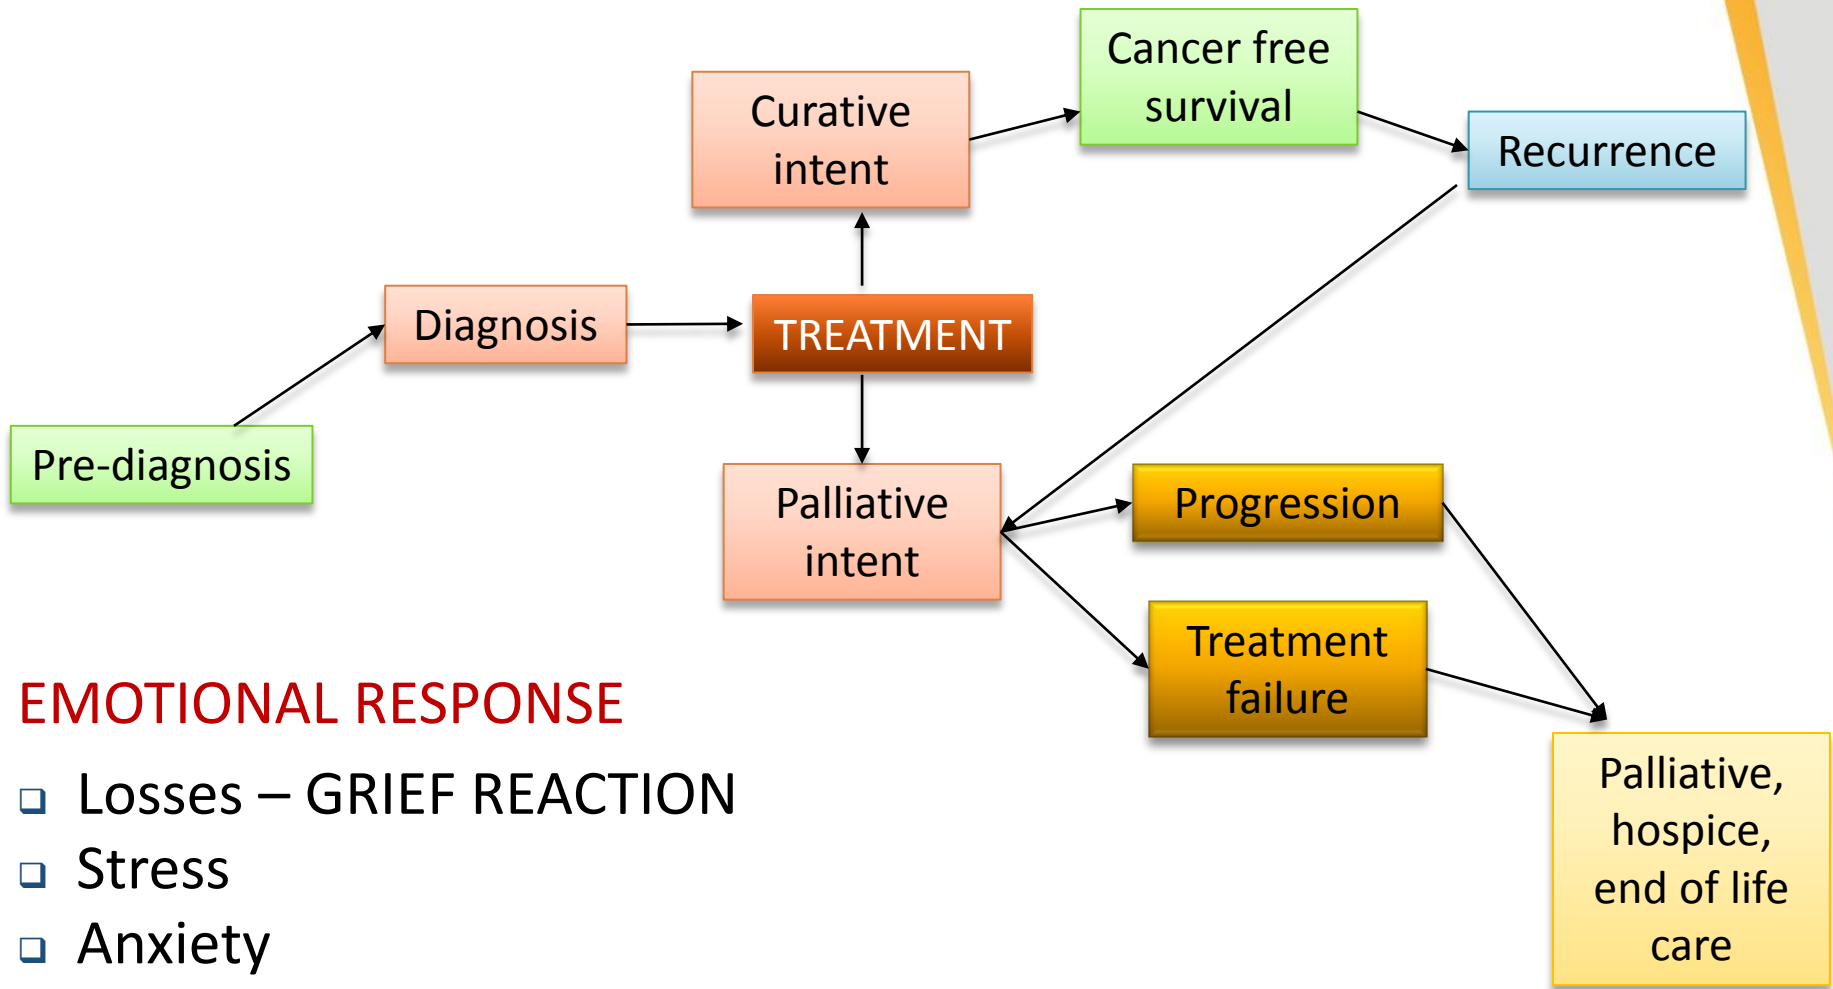 Cancer free
survival
Curative
intent
Recurrence
Diagnosis
TREATMENT
Pre-diagnosis
Palliative
intent
Progression
Treatment
failure
EMOTIONAL RESPONSE
Losses – GRIEF REACTION
Stress
Anxiety
Palliative,
hospice,
end of life
care